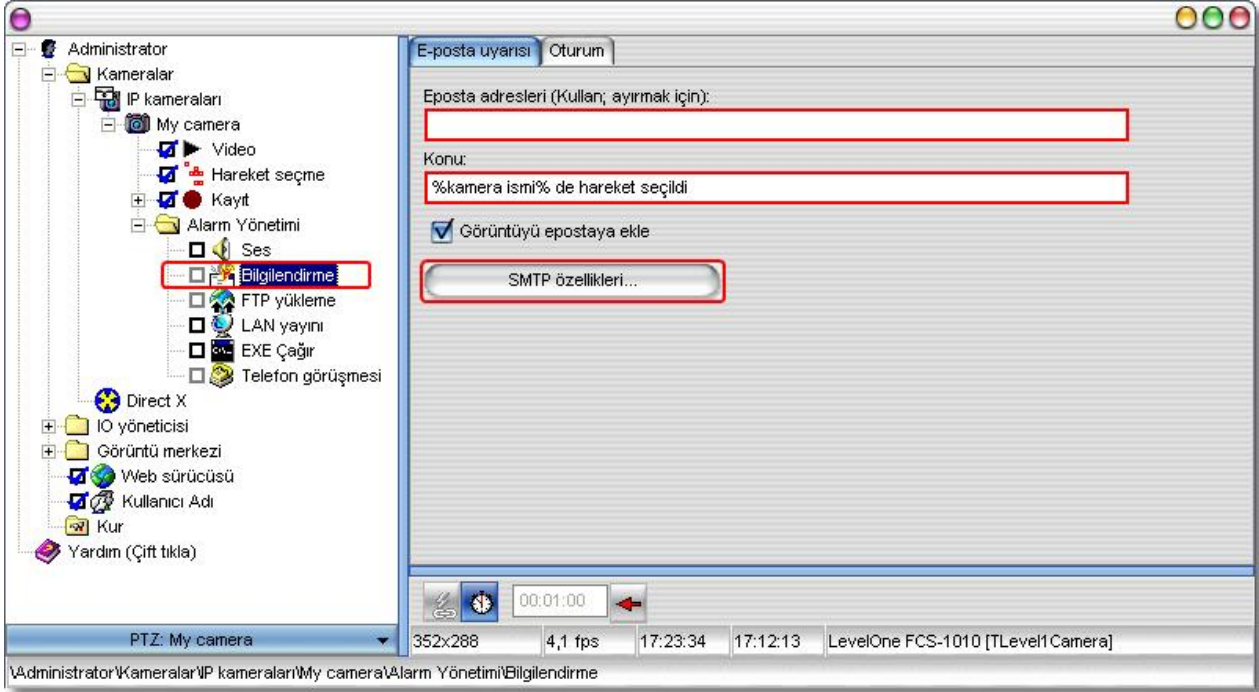 Administrator
Kameralar
IP kameraları
My camera
Video
Hareket seçme
Kayıt
Alarm Yönetimi
Ses
Bilgilendirme
FTP yükleme
LAN yayını
EXE Çağır
Telefon görüşmesi
Direct X
IO yöneticisi
Görüntü merkezi
Web sürücüsü
Kullanıcı Adı
Kur
Yardım (Çift tıkla)
PTZ: My camera
E-posta uyarısı Oturum
Eposta adresleri (Kullan; ayırmak için):
Konu:
%kamera ismi% de hareket seçildi
Görüntüyü epostaya ekle
SMTP özellikleri...
00:01:00
352x288 4,1 fps 17:23:34 17:12:13 LevelOne FCS-1010 [TLevel1Camera]
\Administrator\Kameralar\IP kameraları\My camera\Alarm Yönetimi\Bilgilendirme